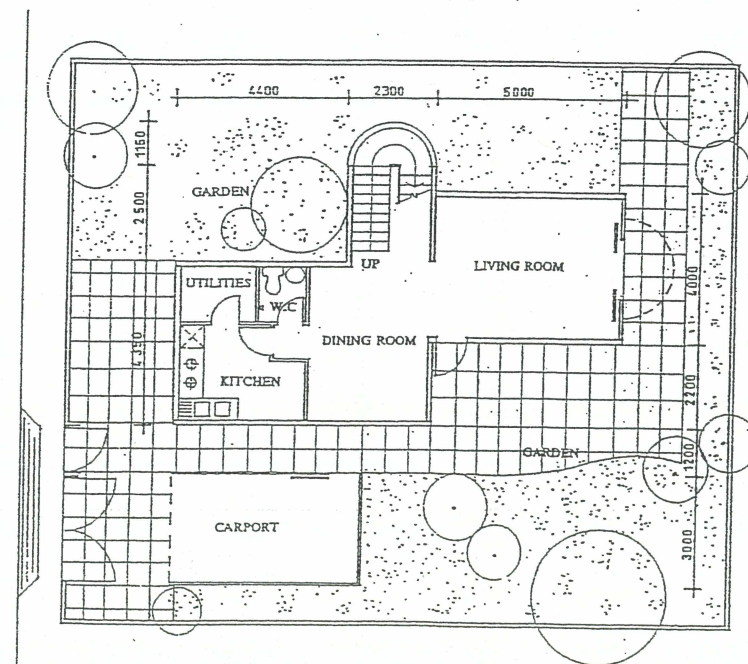 4400 2300 5000
1150
GARDEN
2500
UP
LIVING ROOM
4000
UTILITIES
W.C
DINING ROOM
4350
KITCHEN
2200
GARDEN
1200
CARPORT
3000